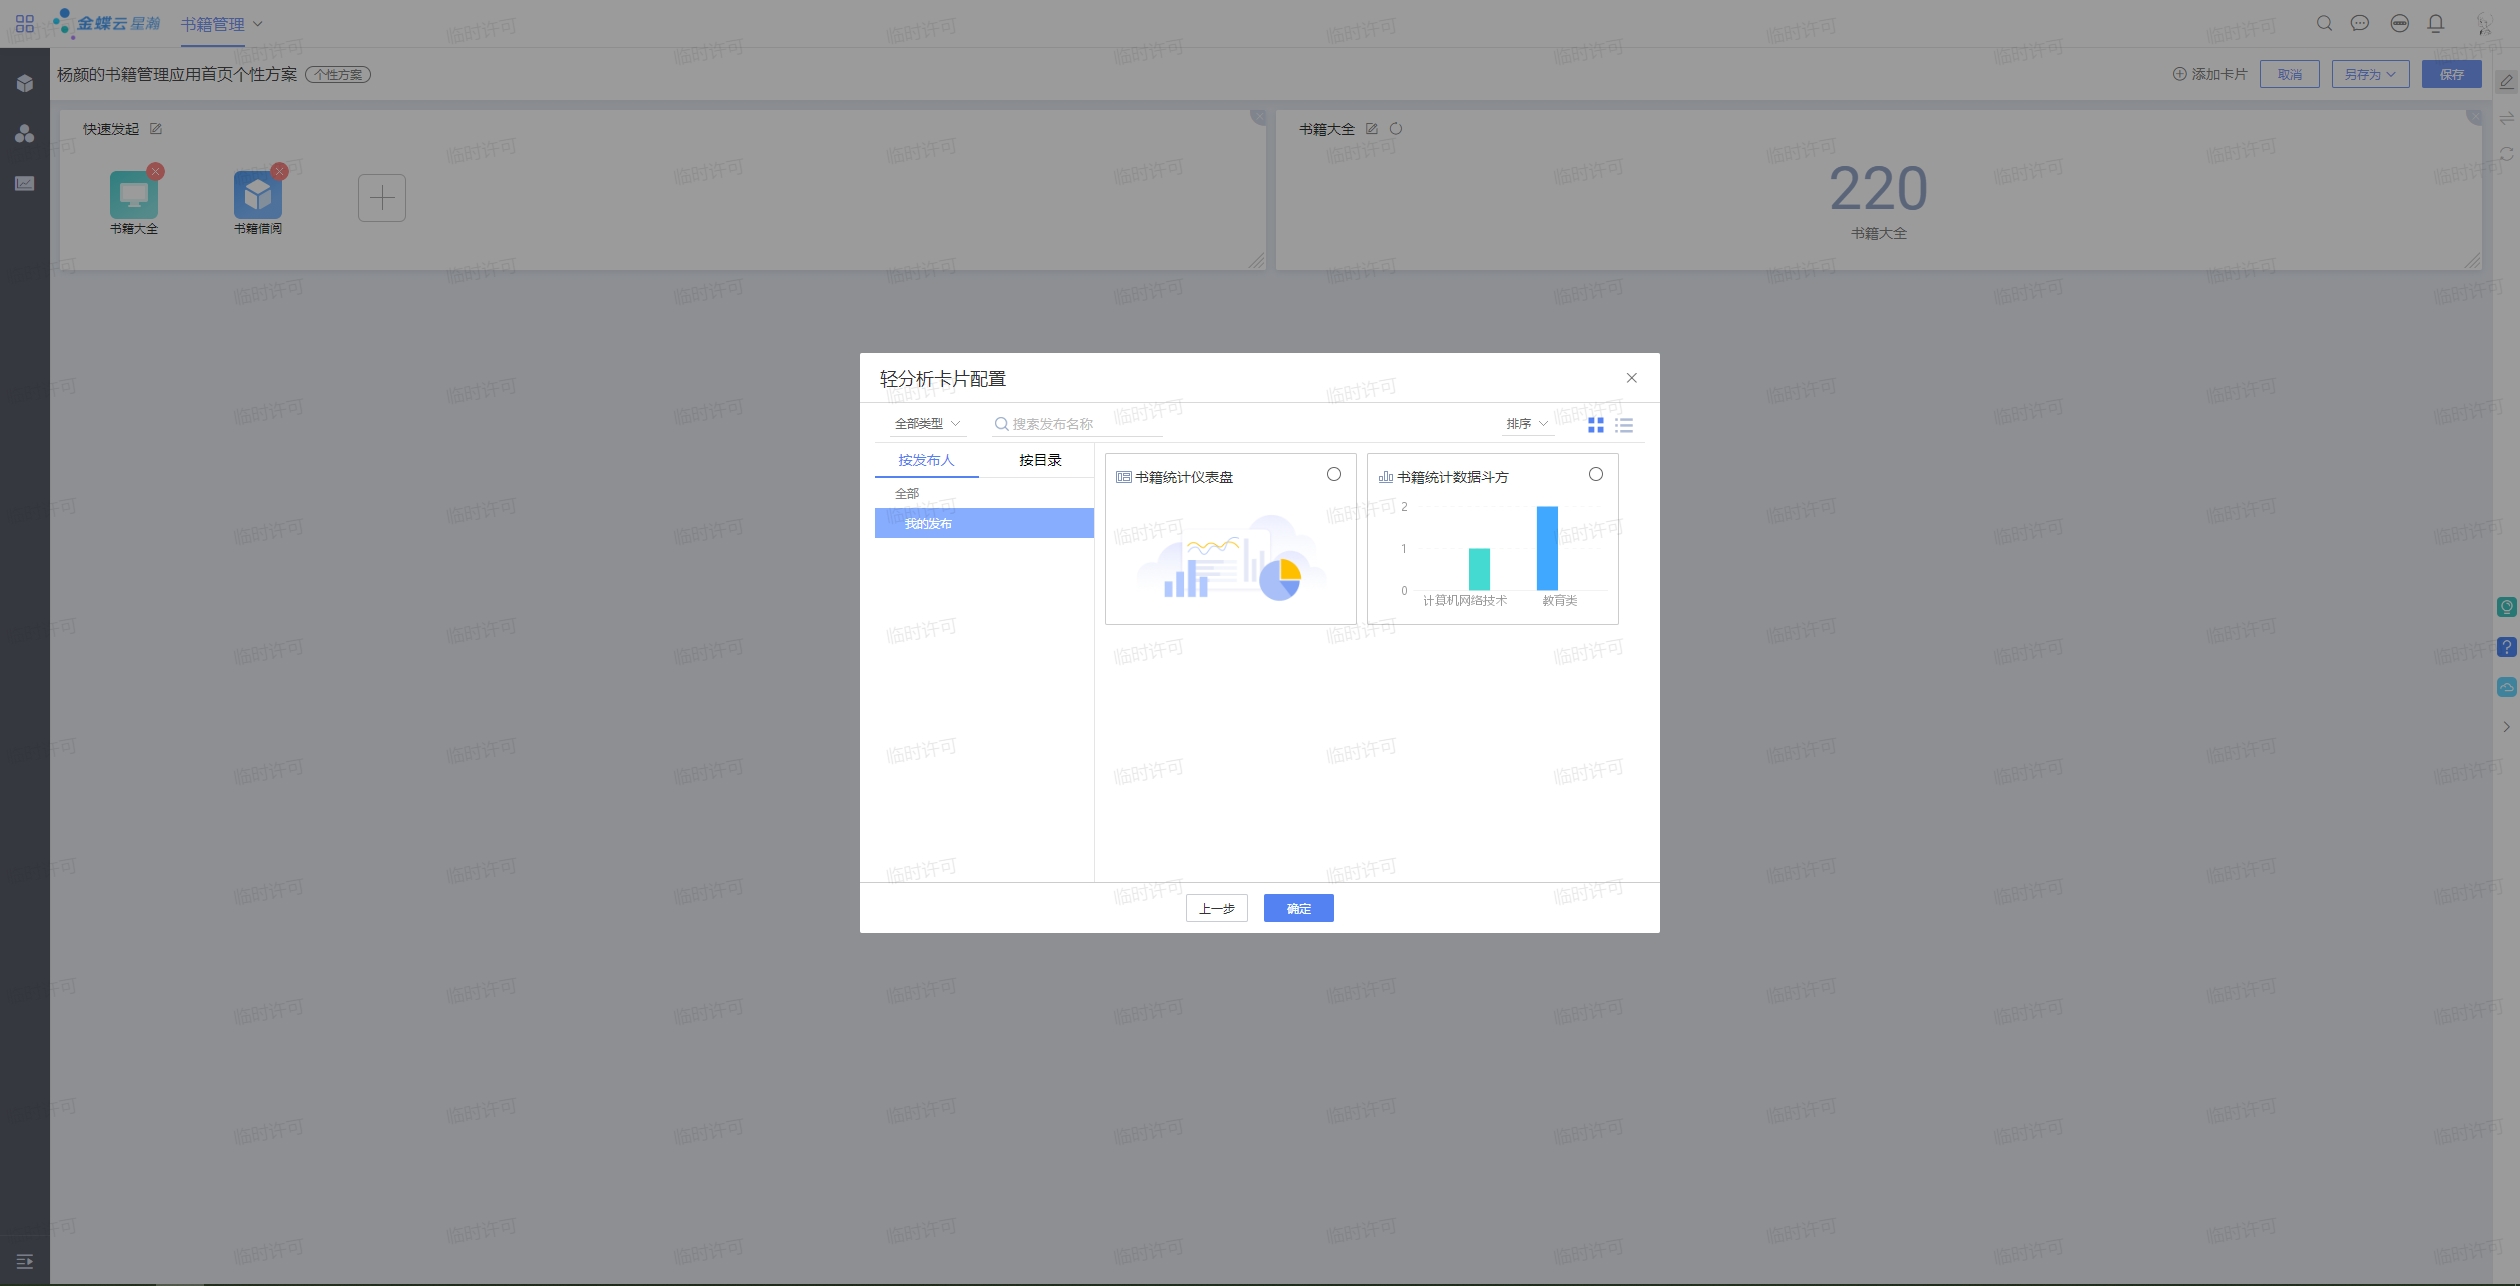 金蝶云 星瀚
书籍管理
杨颜的书籍管理应用首页个性方案
个性方案
添加卡片
取消
另存为
保存
快速发起
书籍大全
书籍借阅
书籍大全
220
书籍大全
轻分析卡片配置
全部类型
搜索发布名称
排序
按发布人
按目录
全部
我的发布
书籍统计仪表盘
书籍统计数据斗方
2
1
0
计算机网络技术
教育类
上一步
确定
临时许可